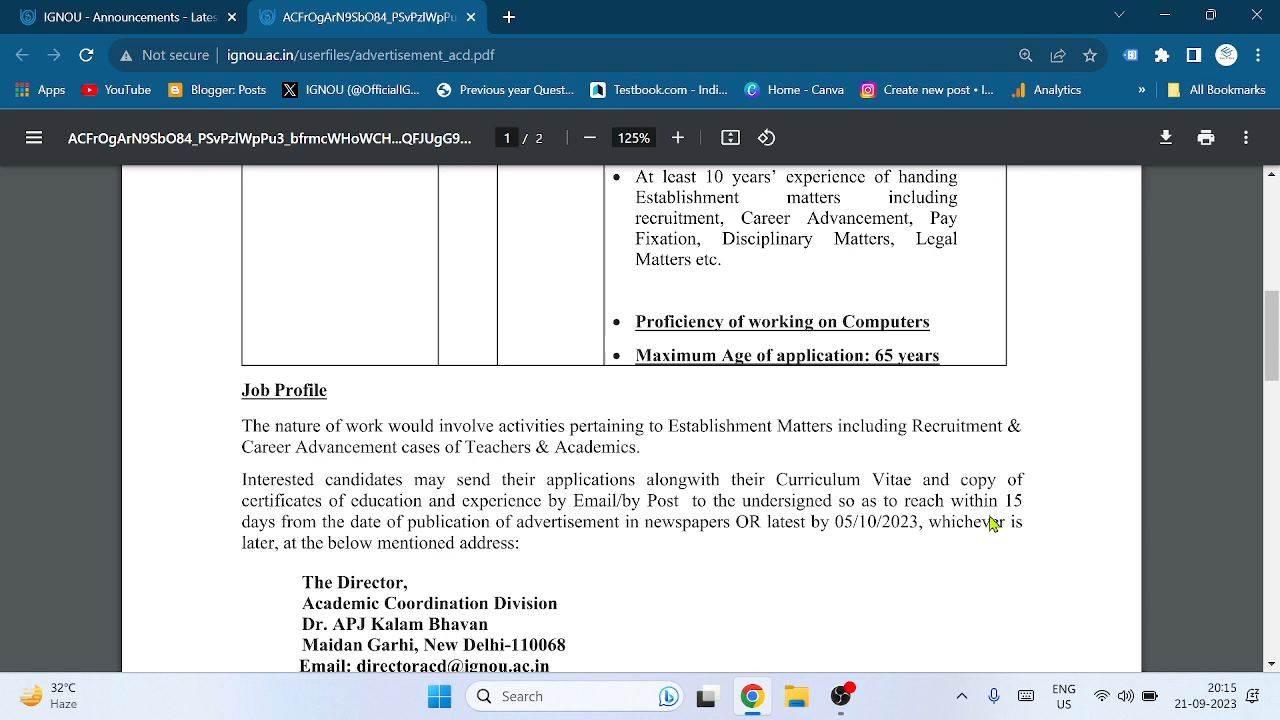 IGNOU - Announcements - Lates
ACFrOgArN9SbO84_PSvPzlWpPu
Not secure
ignou.ac.in/userfiles/advertisement_acd.pdf
Apps
YouTube
Blogger: Posts
IGNOU (@OfficialIG...
Previous year Quest...
Testbook.com - Indi...
Home - Canva
Create new post • I...
Analytics
»
All Bookmarks
ACFrOgArN9SbO84_PSvPzlWpPu3_bfmcWHoWCH...QFJUgG9...
1 / 2
125%
• At least 10 years’ experience of handing
Establishment matters including
recruitment, Career Advancement, Pay
Fixation, Disciplinary Matters, Legal
Matters etc.
• Proficiency of working on Computers
• Maximum Age of application: 65 years
Job Profile
The nature of work would involve activities pertaining to Establishment Matters including Recruitment &
Career Advancement cases of Teachers & Academics.
Interested candidates may send their applications alongwith their Curriculum Vitae and copy of
certificates of education and experience by Email/by Post to the undersigned so as to reach within 15
days from the date of publication of advertisement in newspapers OR latest by 05/10/2023, whichever is
later, at the below mentioned address:
The Director,
Academic Coordination Division
Dr. APJ Kalam Bhavan
Maidan Garhi, New Delhi-110068
Email: directoracd@ignou.ac.in
32°C
Haze
Search
ENG
US
20:15
21-09-2023